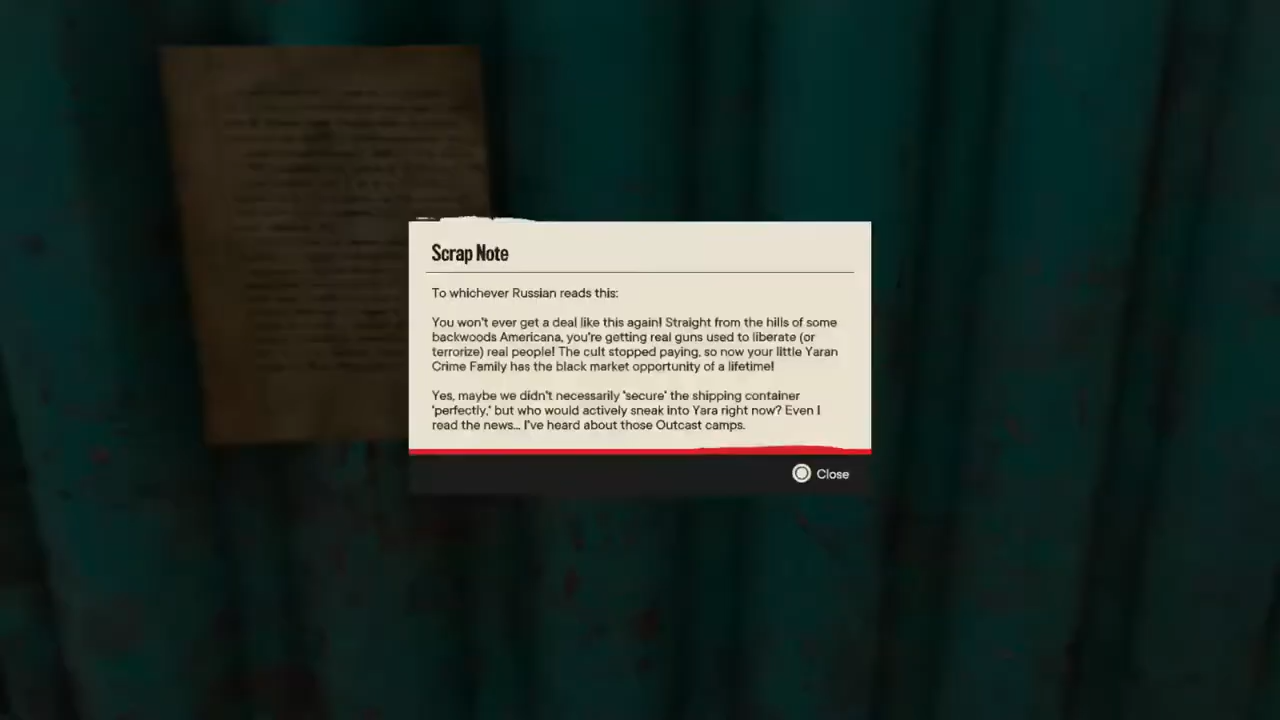 Scrap Note
To whichever Russian reads this:
You won't ever get a deal like this again! Straight from the hills of some
backwoods Americana, you're getting real guns used to liberate (or
terrorize) real people! The cult stopped paying, so now your little Yaran
Crime Family has the black market opportunity of a lifetime!
Yes, maybe we didn't necessarily 'secure' the shipping container
'perfectly,' but who would actively sneak into Yara right now? Even I
read the news... I've heard about those Outcast camps.
Close